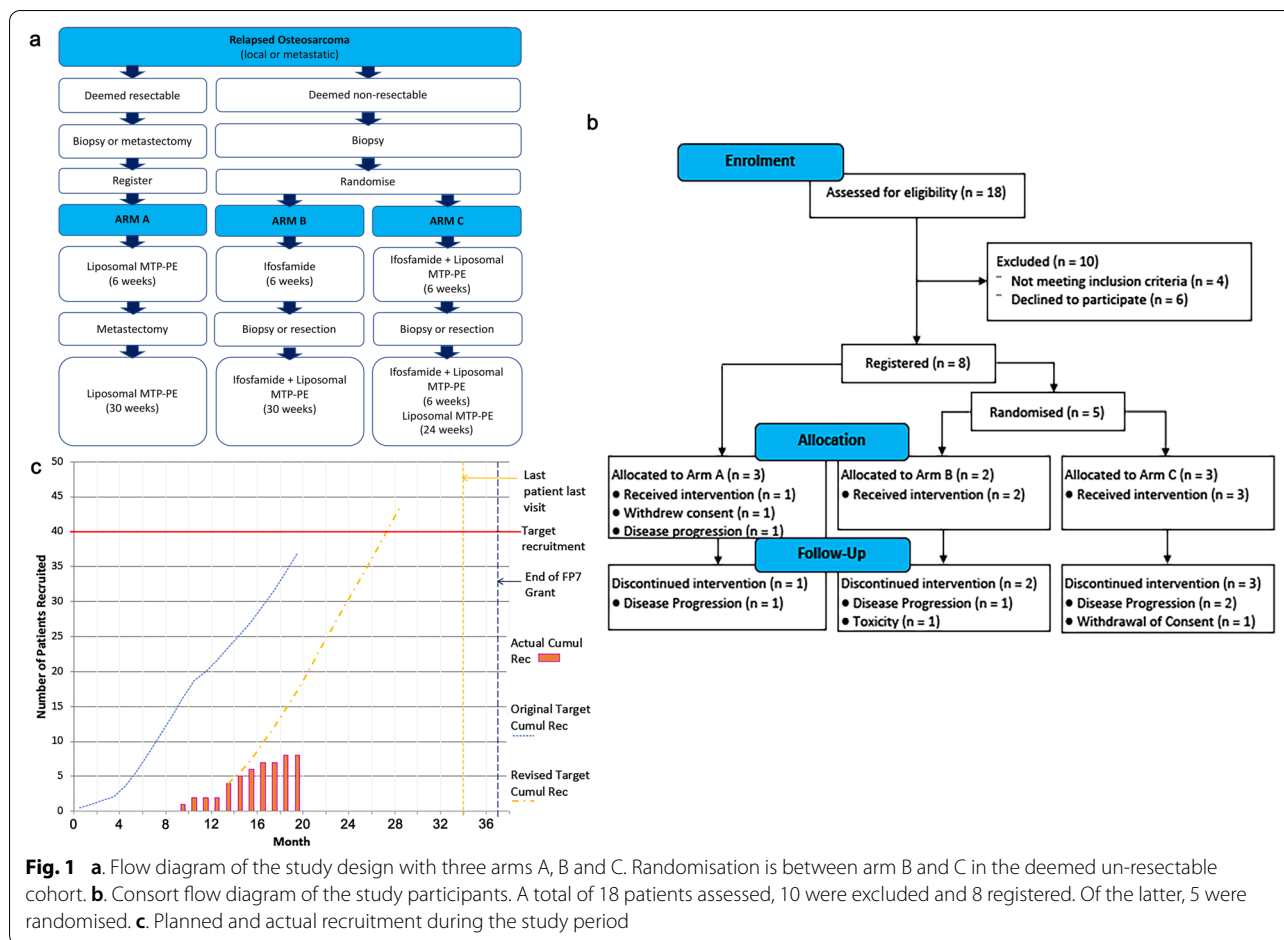 a
Relapsed Osteosarcoma
(local or metastatic)
Deemed resectable
Deemed non-resectable
Biopsy or metastectomy
Biopsy
Register
Randomise
ARM A
ARM B
ARM C
Liposomal MTP-PE
(6 weeks)
Ifosfamide
(6 weeks)
Ifosfamide + Liposomal
MTP-PE
(6 weeks)
Metastectomy
Biopsy or resection
Biopsy or resection
Liposomal MTP-PE
(30 weeks)
Ifosfamide + Liposomal
MTP-PE
(30 weeks)
Ifosfamide + Liposomal
MTP-PE
(6 weeks)
Liposomal MTP-PE
(24 weeks)
b
Enrolment
Assessed for eligibility (n = 18)
Excluded (n = 10)
- Not meeting inclusion criteria (n = 4)
- Declined to participate (n = 6)
Registered (n = 8)
Randomised (n = 5)
Allocation
Allocated to Arm A (n = 3)
● Received intervention (n = 1)
● Withdrew consent (n = 1)
● Disease progression (n = 1)
Allocated to Arm B (n = 2)
● Received intervention (n = 2)
Allocated to Arm C (n = 3)
● Received intervention (n = 3)
Follow-Up
Discontinued intervention (n = 1)
● Disease Progression (n = 1)
Discontinued intervention (n = 2)
● Disease Progression (n = 1)
● Toxicity (n = 1)
Discontinued intervention (n = 3)
● Disease Progression (n = 2)
● Withdrawal of Consent (n = 1)
c
Number of Patients Recruited
50
45
40
35
30
25
20
15
10
5
0
0 4 8 12 16 20 24 28 32 36
Month
Last
patient last
visit
Target
recruitment
End of FP7
Grant
Actual Cumul
Rec
Original Target
Cumul Rec
Revised Target
Cumul Rec
Fig. 1 a. Flow diagram of the study design with three arms A, B and C. Randomisation is between arm B and C in the deemed un-resectable
cohort. b. Consort flow diagram of the study participants. A total of 18 patients assessed, 10 were excluded and 8 registered. Of the latter, 5 were
randomised. c. Planned and actual recruitment during the study period